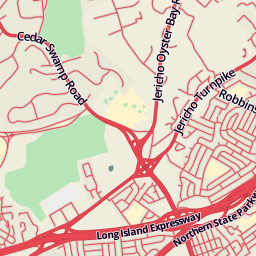 Cedar Swamp Road
Jericho Oyster Bay R
Jericho Turnpike
Robbins
Long Island Expressway
Northern State Parkw